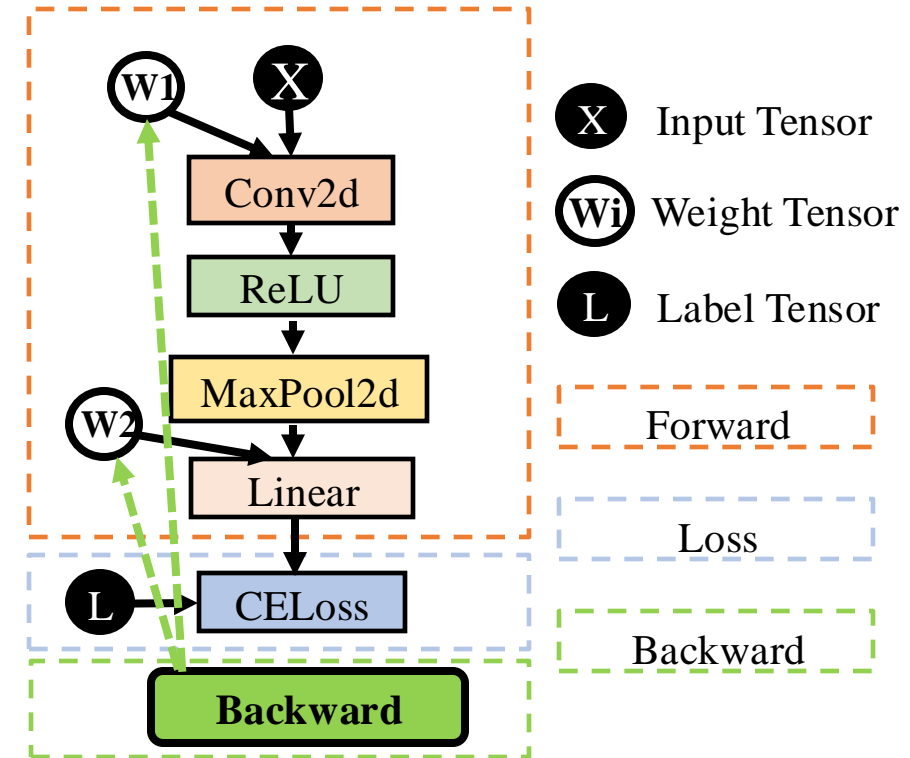 W1
X
Conv2d
ReLU
MaxPool2d
W2
Linear
L
CELoss
Backward
X Input Tensor
Wi Weight Tensor
L Label Tensor
Forward
Loss
Backward